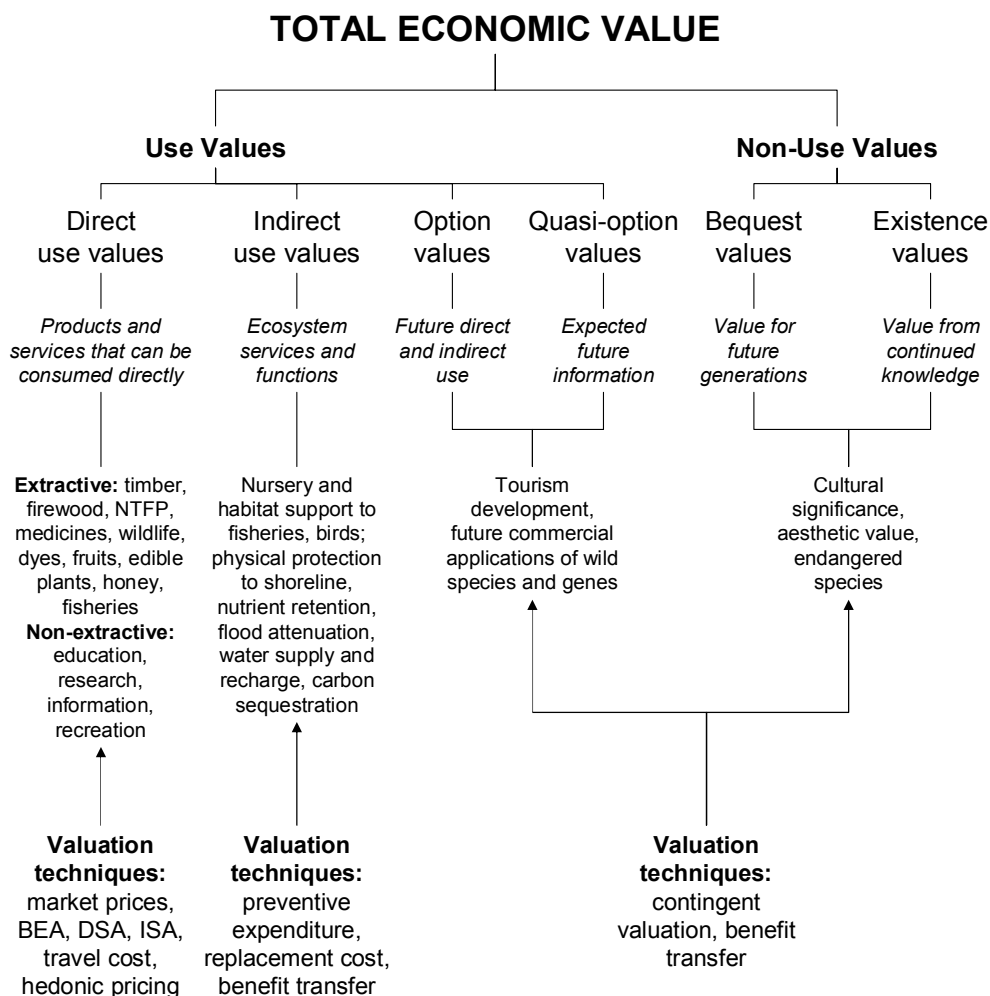 TOTAL ECONOMIC VALUE
Use Values
Non-Use Values
Direct
use values
Indirect
use values
Option
values
Quasi-option
values
Bequest
values
Existence
values
Products and
services that can be
consumed directly
Ecosystem
services and
functions
Future direct
and indirect
use
Expected
future
information
Value for
future
generations
Value from
continued
knowledge
Extractive: timber,
firewood, NTFP,
medicines, wildlife,
dyes, fruits, edible
plants, honey,
fisheries
Non-extractive:
education,
research,
information,
recreation
Nursery and
habitat support to
fisheries, birds;
physical protection
to shoreline,
nutrient retention,
flood attenuation,
water supply and
recharge, carbon
sequestration
Tourism
development,
future commercial
applications of wild
species and genes
Cultural
significance,
aesthetic value,
endangered
species
Valuation
techniques:
market prices,
BEA, DSA, ISA,
travel cost,
hedonic pricing
Valuation
techniques:
preventive
expenditure,
replacement cost,
benefit transfer
Valuation
techniques:
contingent
valuation, benefit
transfer